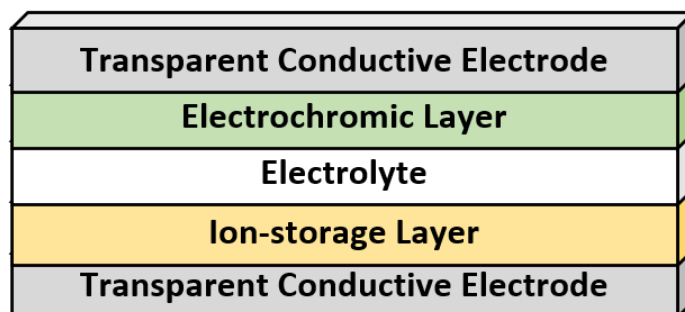 Transparent Conductive Electrode
Electrochromic Layer
Electrolyte
Ion-storage Layer
Transparent Conductive Electrode